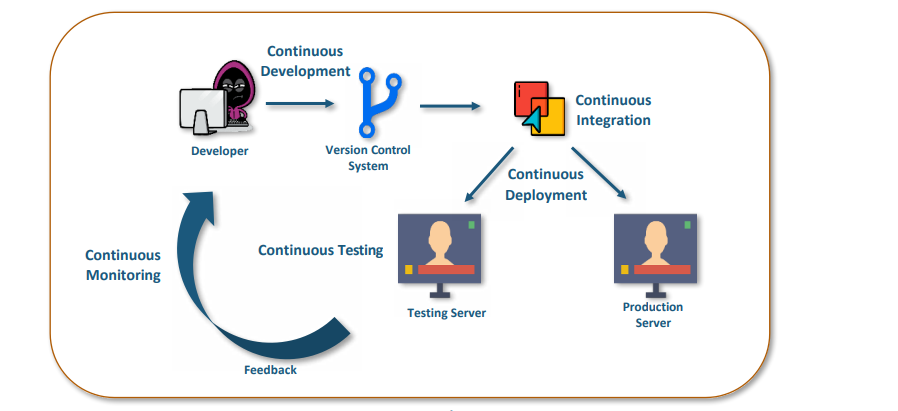 Continuous
Development
Developer
Version Control
System
Continuous
Integration
Continuous
Deployment
Continuous
Monitoring
Continuous Testing
Testing Server
Production
Server
Feedback